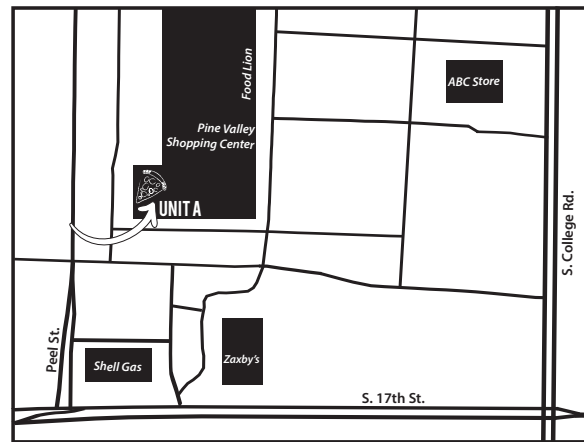 Food Lion
ABC Store
Pine Valley
Shopping Center
UNIT A
S. College Rd.
Peel St.
Shell Gas
Zaxby's
S. 17th St.